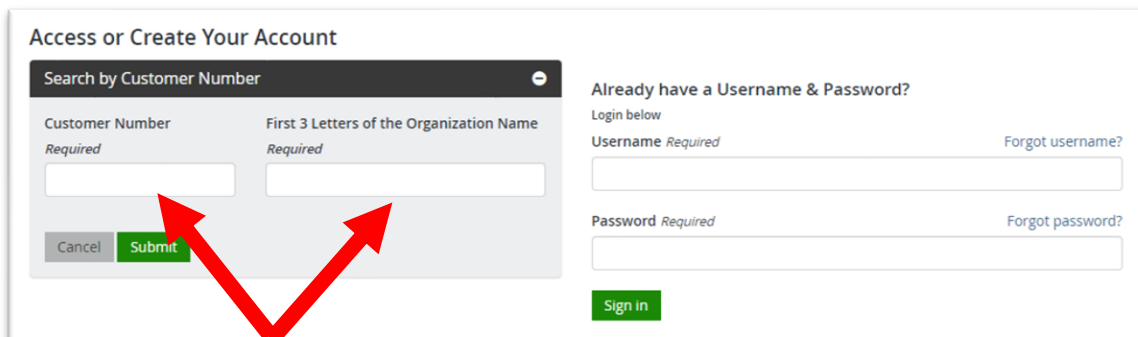 Access or Create Your Account
Search by Customer Number
Customer Number
Required
First 3 Letters of the Organization Name
Required
Cancel
Submit
Already have a Username & Password?
Login below
Username Required
Forgot username?
Password Required
Forgot password?
Sign in